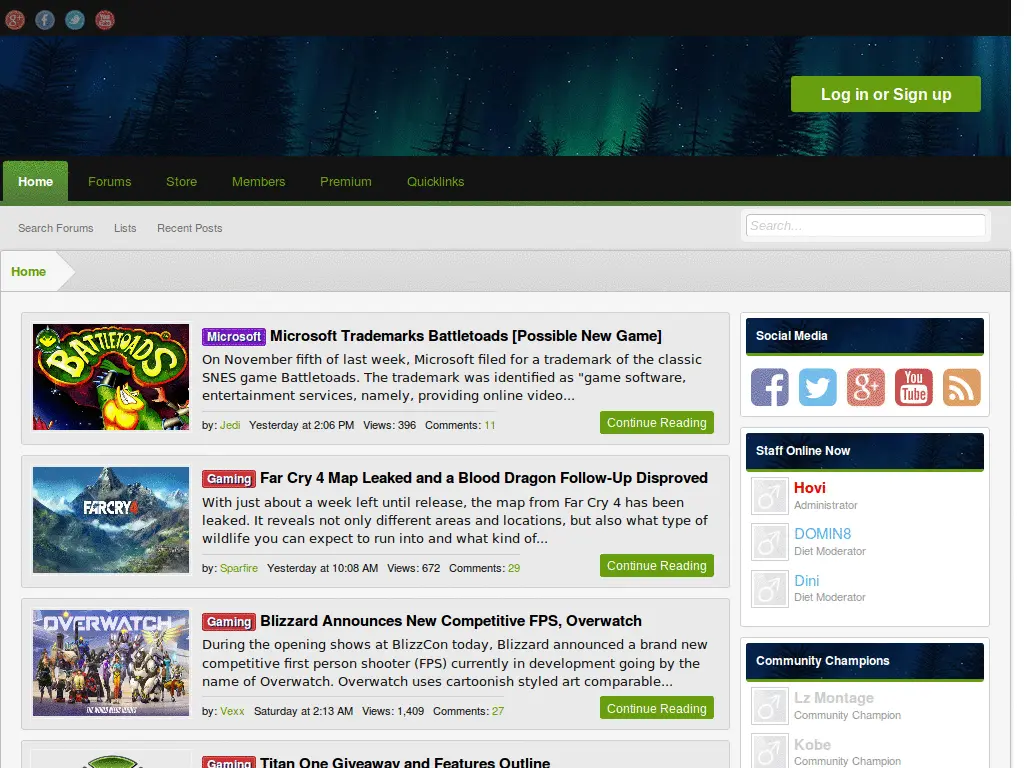 Log in or Sign up
Home Forums Store Members Premium Quicklinks
Search Forums Lists Recent Posts
Search...
Home
BATTLETOADS
Microsoft Microsoft Trademarks Battletoads [Possible New Game]
On November fifth of last week, Microsoft filed for a trademark of the classic
SNES game Battletoads. The trademark was identified as "game software,
entertainment services, namely, providing online video...
by: Jedi Yesterday at 2:06 PM Views: 396 Comments: 11
Continue Reading
FARCRY4
Gaming Far Cry 4 Map Leaked and a Blood Dragon Follow-Up Disproved
With just about a week left until release, the map from Far Cry 4 has been
leaked. It reveals not only different areas and locations, but also what type of
wildlife you can expect to run into and what kind of...
by: Sparfire Yesterday at 10:08 AM Views: 672 Comments: 29
Continue Reading
OVERWATCH
Gaming Blizzard Announces New Competitive FPS, Overwatch
During the opening shows at BlizzCon today, Blizzard announced a brand new
competitive first person shooter (FPS) currently in development going by the
name of Overwatch. Overwatch uses cartoonish styled art comparable...
by: Vexx Saturday at 2:13 AM Views: 1,409 Comments: 27
Continue Reading
Gaming Titan One Giveaway and Features Outline
Social Media
You
Tube
Staff Online Now
Hovi
Administrator
DOMIN8
Diet Moderator
Dini
Diet Moderator
Community Champions
Lz Montage
Community Champion
Kobe
Community Champion